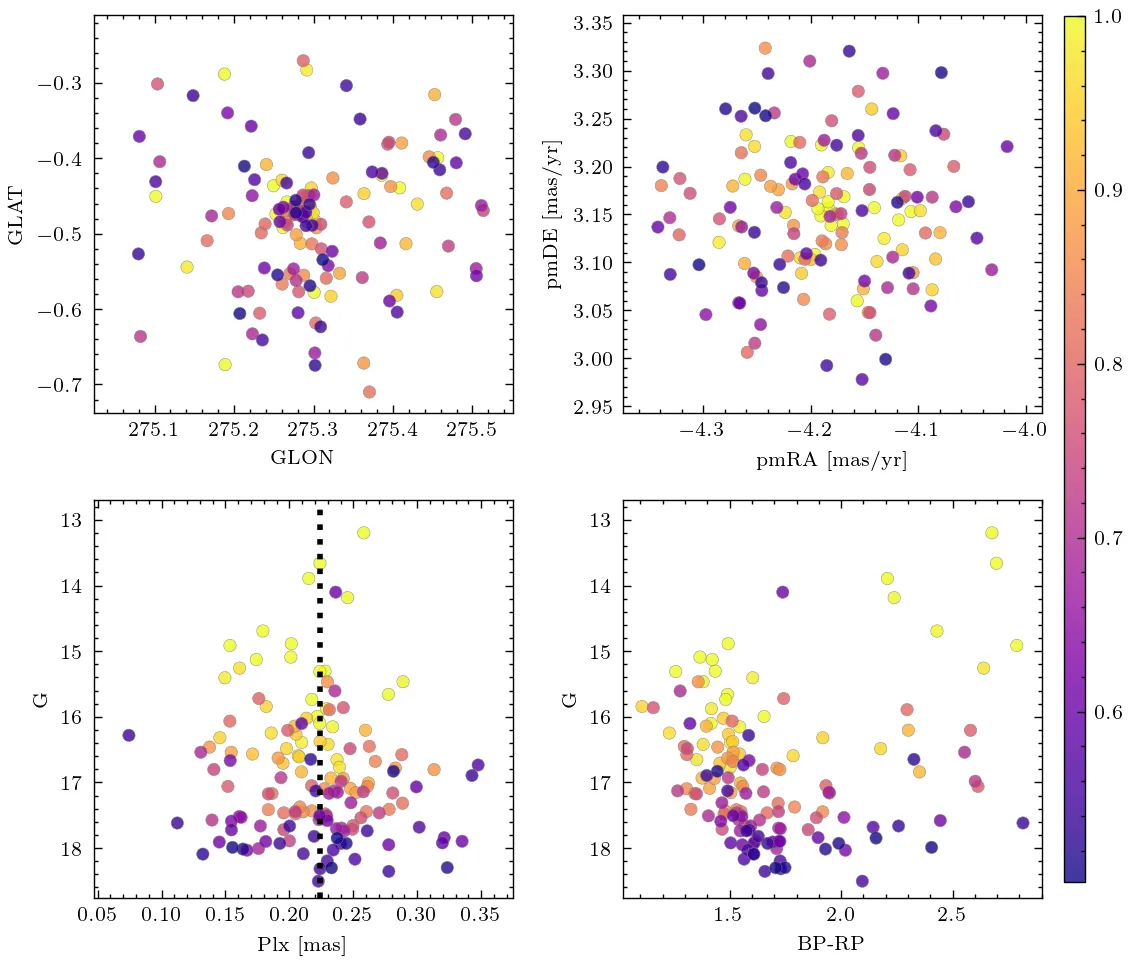 −0.3
−0.4
−0.5
−0.6
−0.7
GLAT
275.1 275.2 275.3 275.4 275.5
GLON
3.35
3.30
3.25
3.20
3.15
3.10
3.05
3.00
2.95
pmDE [mas/yr]
−4.3 −4.2 −4.1 −4.0
pmRA [mas/yr]
1.0
0.9
0.8
0.7
0.6
13
14
15
16
17
18
G
0.05 0.10 0.15 0.20 0.25 0.30 0.35
Plx [mas]
13
14
15
16
17
18
G
1.5 2.0 2.5
BP-RP